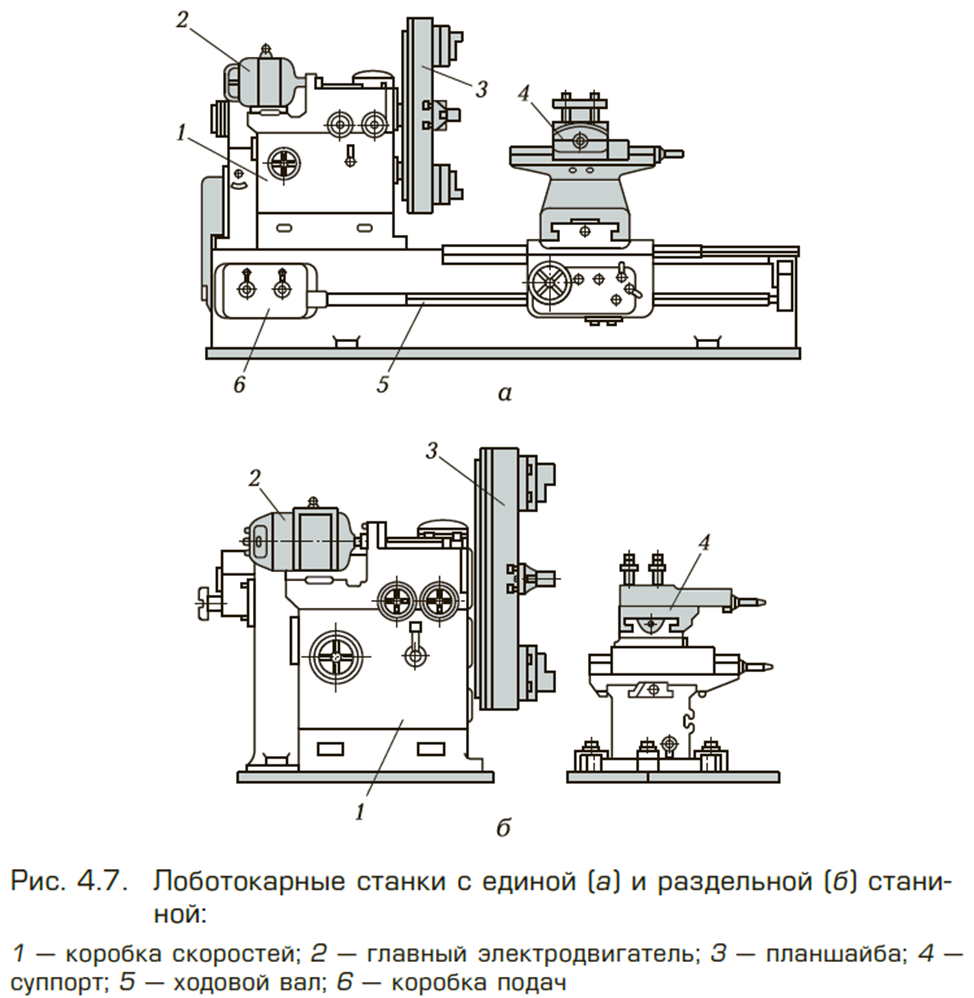 2
3
4
1
6
5
а
3
2
4
1
б
Рис. 4.7. Лоботокарные станки с единой (а) и раздельной (б) стани-
ной:
1 — коробка скоростей; 2 — главный электродвигатель; 3 — планшайба; 4 —
суппорт; 5 — ходовой вал; 6 — коробка подач